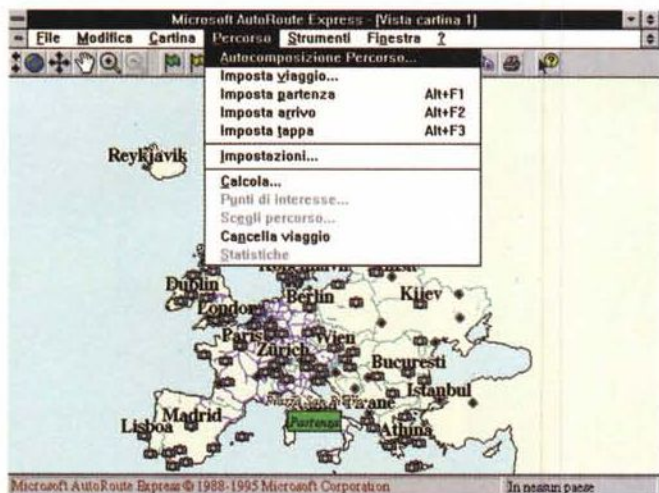 Microsoft AutoRoute Express - [Vista cartina 1]
File Modifica Cartina Percorso Strumenti Finestra ?
Autocomposizione Percorso...
Imposta viaggio...
Imposta partenza Alt+F1
Imposta arrivo Alt+F2
Imposta tappa Alt+F3
Impostazioni...
Calcola...
Punti di interesse...
Scegli percorso...
Cancella viaggio
Statistiche
Reykjavik
Dublin
Berlin
Kijev
London
Paris
Wien
Zürich
Bucuresti
Istanbul
Madrid
Lisboa
Partenza
Athina
Microsoft AutoRoute Express © 1988-1995 Microsoft Corporation
In nessun paese